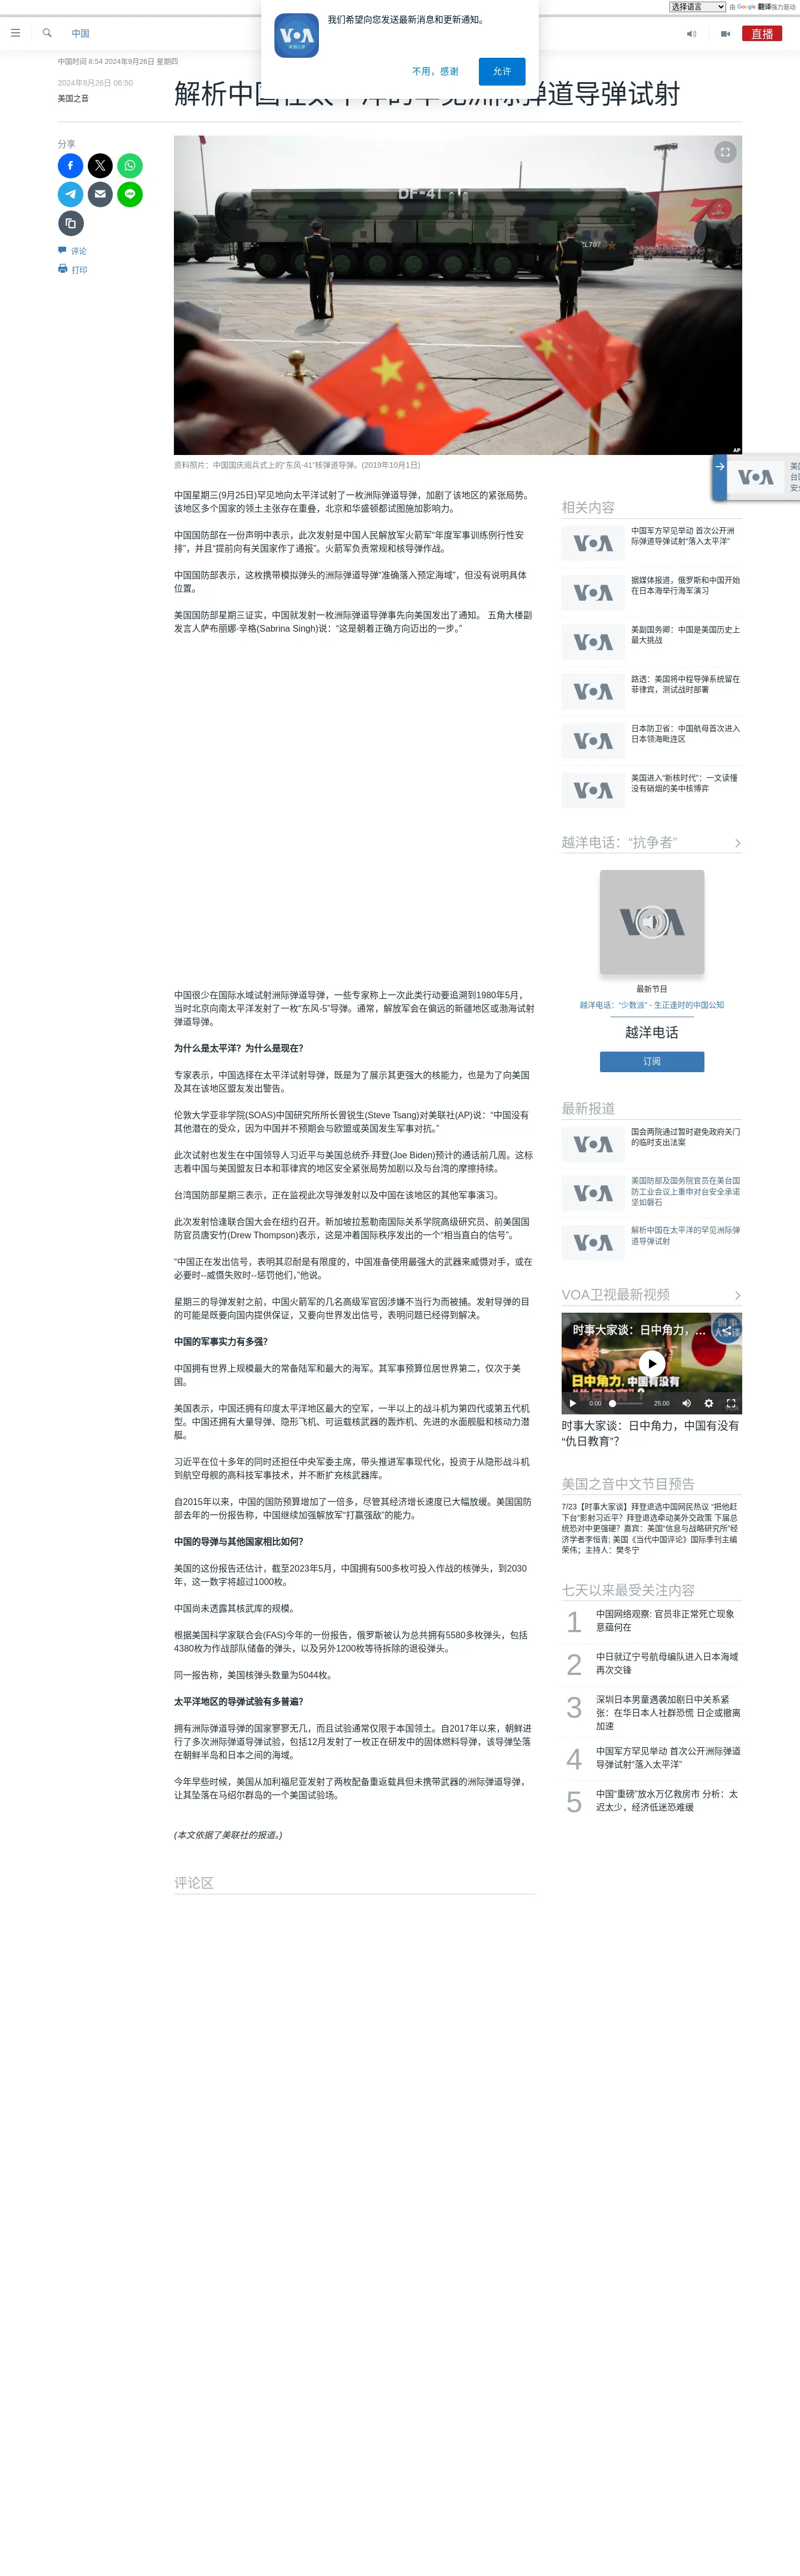 选择语言
由 Google 翻译强力驱动
中国
直播
VOA
美国之音
我们希望向您发送最新消息和更新通知。
不用，感谢
允许
中国时间 8:54 2024年9月26日 星期四
2024年9月26日 06:50
美国之音
解析中国在太平洋的罕见洲际弹道导弹试射
分享
评论
打印
DF-41
ZL707
AP
资料照片：中国国庆阅兵式上的“东风-41”核弹道导弹。(2019年10月1日)
中国星期三(9月25日)罕见地向太平洋试射了一枚洲际弹道导弹，加剧了该地区的紧张局势。
该地区多个国家的领土主张存在重叠，北京和华盛顿都试图施加影响力。
中国国防部在一份声明中表示，此次发射是中国人民解放军火箭军“年度军事训练例行性安
排”，并且“提前向有关国家作了通报”。火箭军负责常规和核导弹作战。
中国国防部表示，这枚携带模拟弹头的洲际弹道导弹“准确落入预定海域”，但没有说明具体
位置。
美国国防部星期三证实，中国就发射一枚洲际弹道导弹事先向美国发出了通知。 五角大楼副
发言人萨布丽娜·辛格(Sabrina Singh)说：“这是朝着正确方向迈出的一步。”
中国很少在国际水域试射洲际弹道导弹，一些专家称上一次此类行动要追溯到1980年5月，
当时北京向南太平洋发射了一枚“东风-5”导弹。通常，解放军会在偏远的新疆地区或渤海试射
弹道导弹。
为什么是太平洋？为什么是现在？
专家表示，中国选择在太平洋试射导弹，既是为了展示其更强大的核能力，也是为了向美国
及其在该地区盟友发出警告。
伦敦大学亚非学院(SOAS)中国研究所所长曾锐生(Steve Tsang)对美联社(AP)说：“中国没有
其他潜在的受众，因为中国并不预期会与欧盟或英国发生军事对抗。”
此次试射也发生在中国领导人习近平与美国总统乔·拜登(Joe Biden)预计的通话前几周。这标
志着中国与美国盟友日本和菲律宾的地区安全紧张局势加剧以及与台湾的摩擦持续。
台湾国防部星期三表示，正在监视此次导弹发射以及中国在该地区的其他军事演习。
此次发射恰逢联合国大会在纽约召开。新加坡拉惹勒南国际关系学院高级研究员、前美国国
防官员唐安竹(Drew Thompson)表示，这是冲着国际秩序发出的一个“相当直白的信号”。
“中国正在发出信号，表明其忍耐是有限度的，中国准备使用最强大的武器来威慑对手，或在
必要时--威慑失败时--惩罚他们，”他说。
星期三的导弹发射之前，中国火箭军的几名高级军官因涉嫌不当行为而被捕。发射导弹的目
的可能是既要向国内提供保证，又要向世界发出信号，表明问题已经得到解决。
中国的军事实力有多强？
中国拥有世界上规模最大的常备陆军和最大的海军。其军事预算位居世界第二，仅次于美
国。
美国表示，中国还拥有印度太平洋地区最大的空军，一半以上的战斗机为第四代或第五代机
型。中国还拥有大量导弹、隐形飞机、可运载核武器的轰炸机、先进的水面舰艇和核动力潜
艇。
习近平在位十多年的同时还担任中央军委主席，带头推进军事现代化，投资于从隐形战斗机
到航空母舰的高科技军事技术，并不断扩充核武器库。
自2015年以来，中国的国防预算增加了一倍多，尽管其经济增长速度已大幅放缓。美国国防
部去年的一份报告称，中国继续加强解放军“打赢强敌”的能力。
中国的导弹与其他国家相比如何？
美国的这份报告还估计，截至2023年5月，中国拥有500多枚可投入作战的核弹头，到2030
年，这一数字将超过1000枚。
中国尚未透露其核武库的规模。
根据美国科学家联合会(FAS)今年的一份报告，俄罗斯被认为总共拥有5580多枚弹头，包括
4380枚为作战部队储备的弹头，以及另外1200枚等待拆除的退役弹头。
同一报告称，美国核弹头数量为5044枚。
太平洋地区的导弹试验有多普遍？
拥有洲际弹道导弹的国家寥寥无几，而且试验通常仅限于本国领土。自2017年以来，朝鲜进
行了多次洲际弹道导弹试验，包括12月发射了一枚正在研发中的固体燃料导弹，该导弹坠落
在朝鲜半岛和日本之间的海域。
今年早些时候，美国从加利福尼亚发射了两枚配备重返载具但未携带武器的洲际弹道导弹，
让其坠落在马绍尔群岛的一个美国试验场。
(本文依据了美联社的报道。)
评论区
相关内容
中国军方罕见举动 首次公开洲
际弹道导弹试射“落入太平洋”
据媒体报道，俄罗斯和中国开始
在日本海举行海军演习
美副国务卿：中国是美国历史上
最大挑战
路透：美国将中程导弹系统留在
菲律宾，测试战时部署
日本防卫省：中国航母首次进入
日本领海毗连区
美国进入“新核时代”：一文读懂
没有硝烟的美中核博弈
越洋电话：“抗争者”
最新节目
越洋电话：“少数派” - 生正逢时的中国公知
越洋电话
订阅
最新报道
国会两院通过暂时避免政府关门
的临时支出法案
美国防部及国务院官员在美台国
防工业会议上重申对台安全承诺
坚如磐石
解析中国在太平洋的罕见洲际弹
道导弹试射
VOA卫视最新视频
时事大家谈：日中角力，…
日中角力，中国有没有
“仇日教育”？
0:00
25:00
时事大家谈：日中角力，中国有没有
“仇日教育”？
美国之音中文节目预告
7/23【时事大家谈】拜登退选中国网民热议 “把他赶
下台”影射习近平？拜登退选牵动美外交政策 下届总
统恐对中更强硬？嘉宾：美国“信息与战略研究所”经
济学者李恒青; 美国《当代中国评论》国际季刊主编
荣伟；主持人：樊冬宁
七天以来最受关注内容
1
中国网络观察: 官员非正常死亡现象
意蕴何在
2
中日就辽宁号航母编队进入日本海域
再次交锋
3
深圳日本男童遇袭加剧日中关系紧
张：在华日本人社群恐慌 日企或撤离
加速
4
中国军方罕见举动 首次公开洲际弹道
导弹试射“落入太平洋”
5
中国“重磅”放水万亿救房市 分析：太
迟太少，经济低迷恐难缓